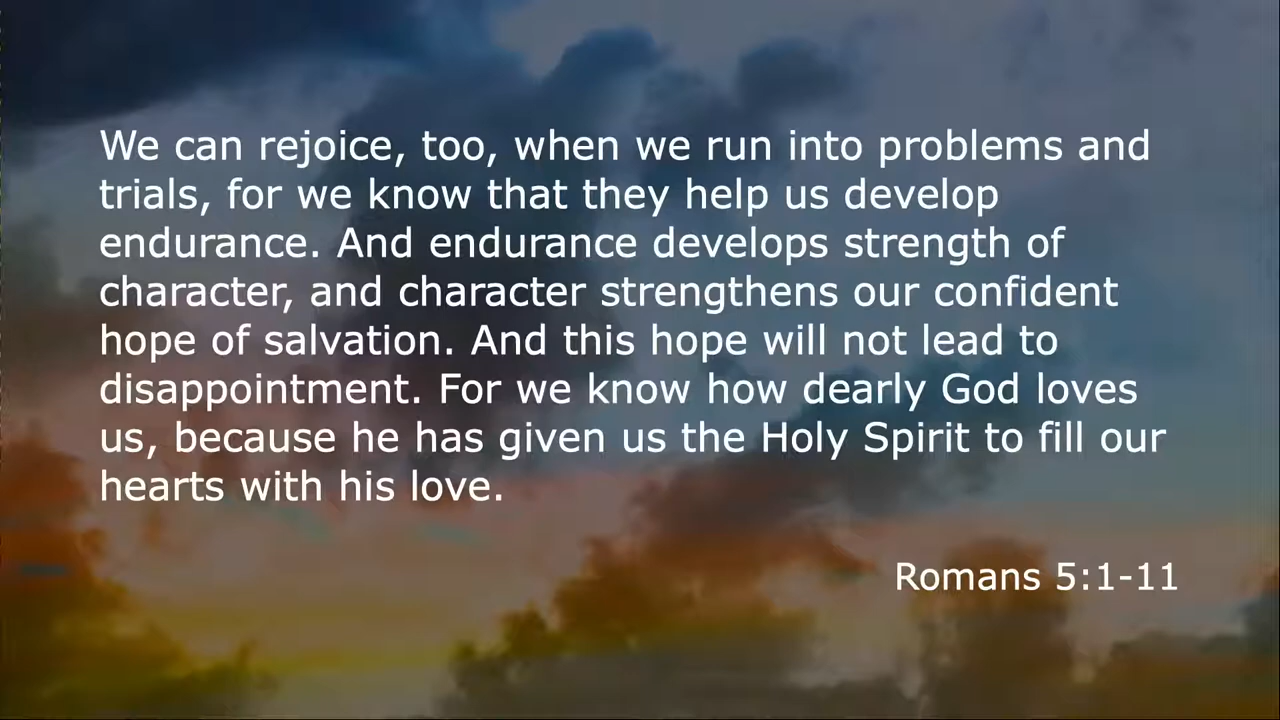 We can rejoice, too, when we run into problems and
trials, for we know that they help us develop
endurance. And endurance develops strength of
character, and character strengthens our confident
hope of salvation. And this hope will not lead to
disappointment. For we know how dearly God loves
us, because he has given us the Holy Spirit to fill our
hearts with his love.
Romans 5:1-11